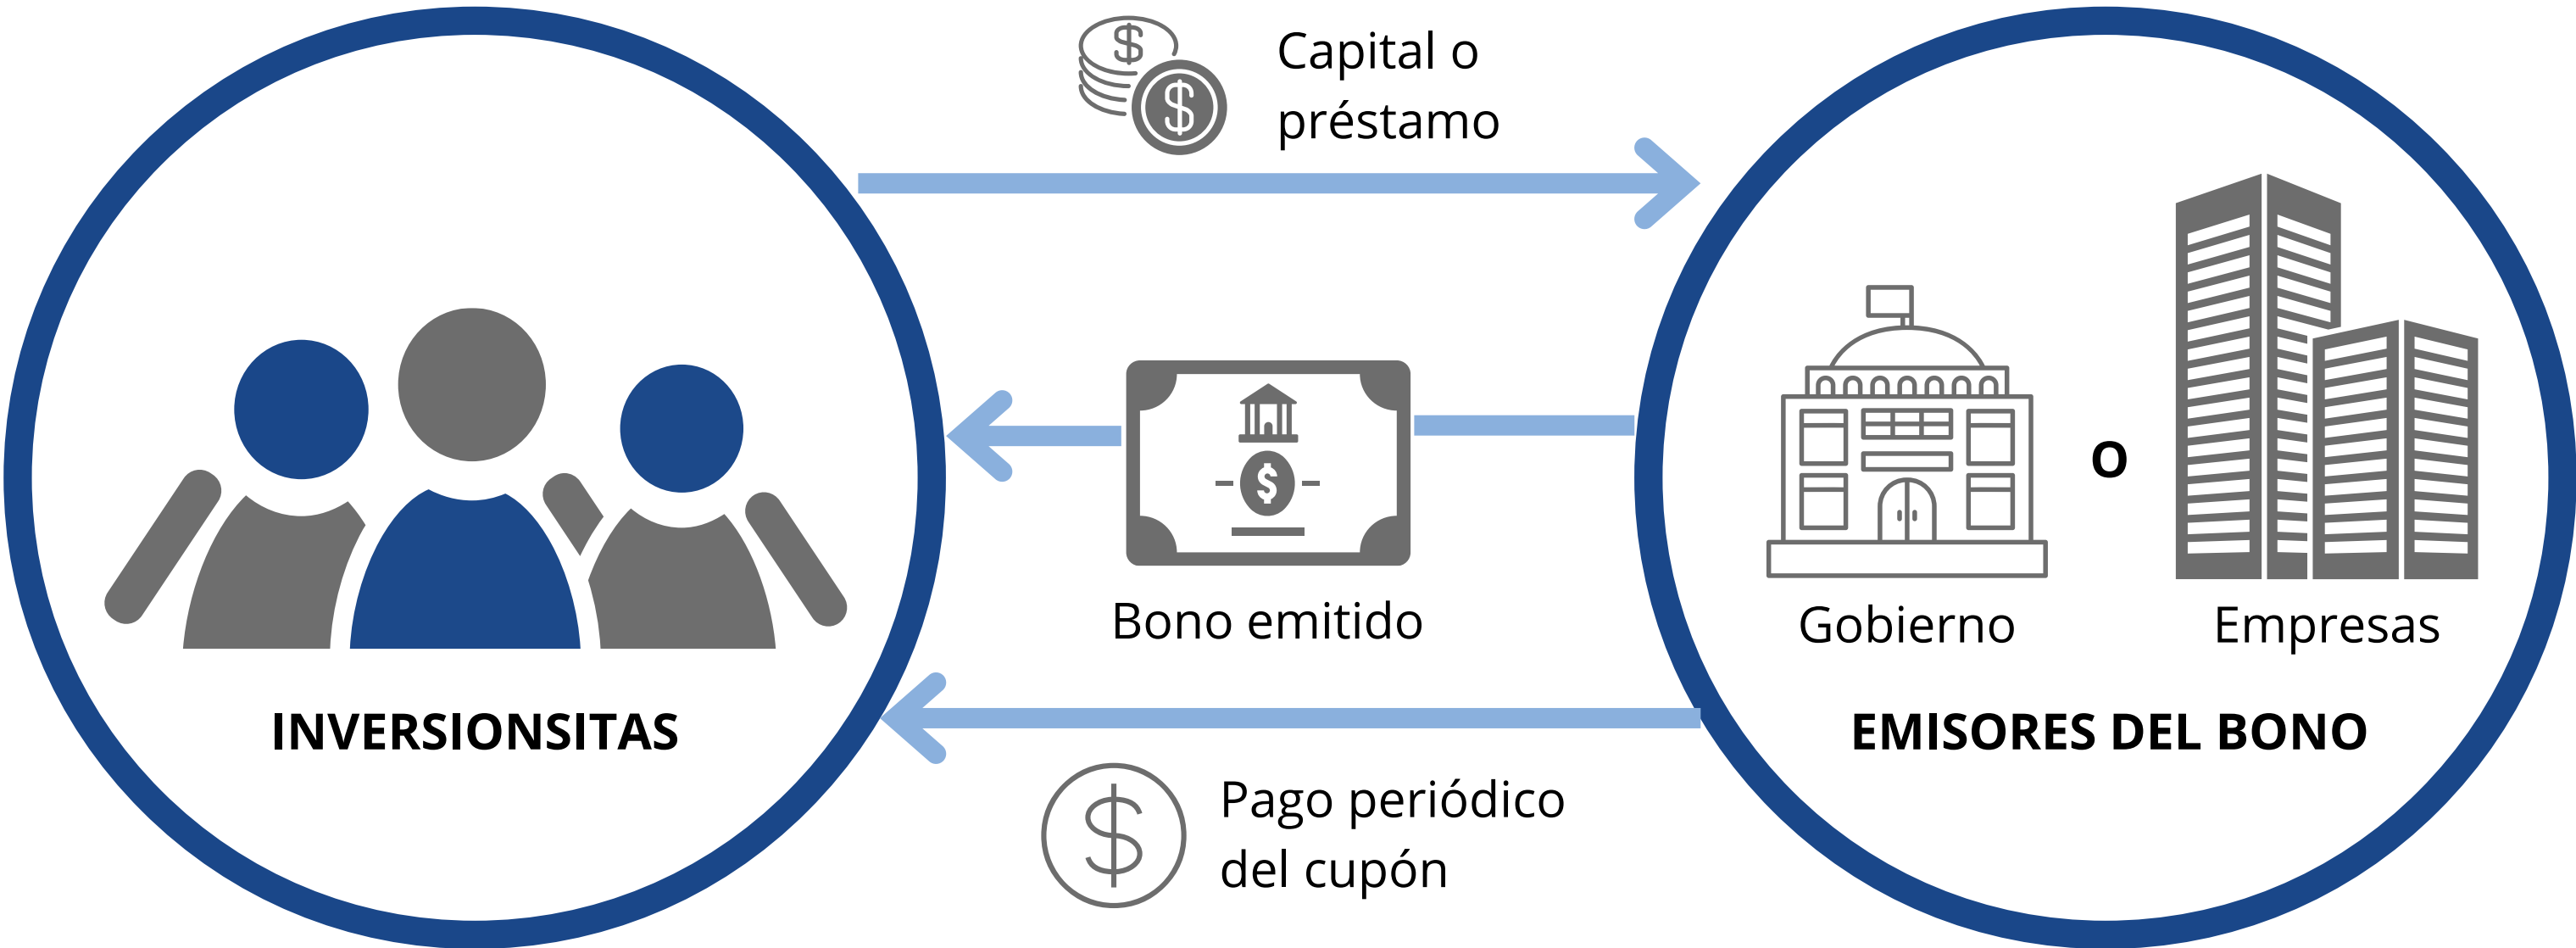 Capital o
préstamo
Bono emitido
INVERSIONSITAS
Pago periódico
del cupón
O
Gobierno
Empresas
EMISORES DEL BONO